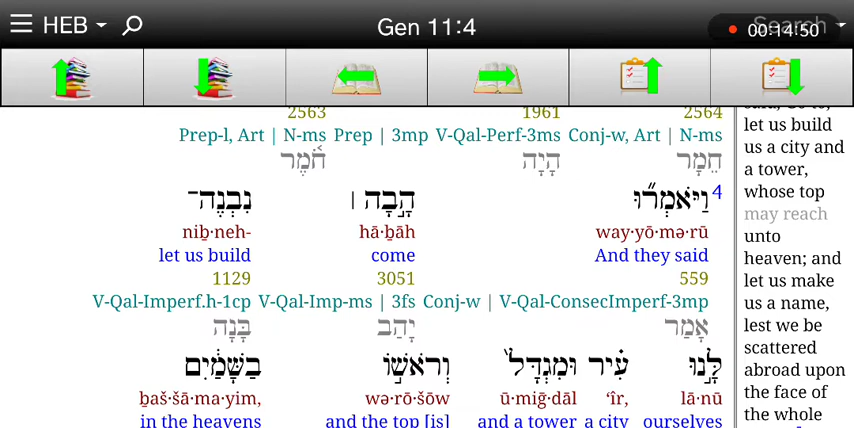 HEB
Gen 11:4
Search
00:14:50
2563 1961 2564
Prep-l, Art | N-ms Prep | 3mp V-Qal-Perf-3ms Conj-w, Art | N-ms
חֵמָר הָיָה חֹ֫מֶר
4 וַיֹּאמְר֞וּ הָ֣בָה ׀ נִבְנֶה־
niḇ·neh- hā·ḇāh way·yō·mə·rū
let us build come And they said
1129 3051 559
V-Qal-Imperf.h-1cp V-Qal-Imp-ms | 3fs Conj-w | V-Qal-ConsecImperf-3mp
אָמַר יָהַב בָּנָה
לָּ֣נוּ עִ֗יר וּמִגְדָּל֙ וְרֹאשׁ֣וֹ בַשָּׁמַ֔יִם
ḇaš·šā·ma·yim, wə·rō·šōw ū·miḡ·dāl ‘îr, lā·nū
in the heavens and the top [is] and a tower a city ourselves
let us build
us a city and
a tower,
whose top
may reach
unto
heaven; and
let us make
us a name,
lest we be
scattered
abroad upon
the face of
the whole